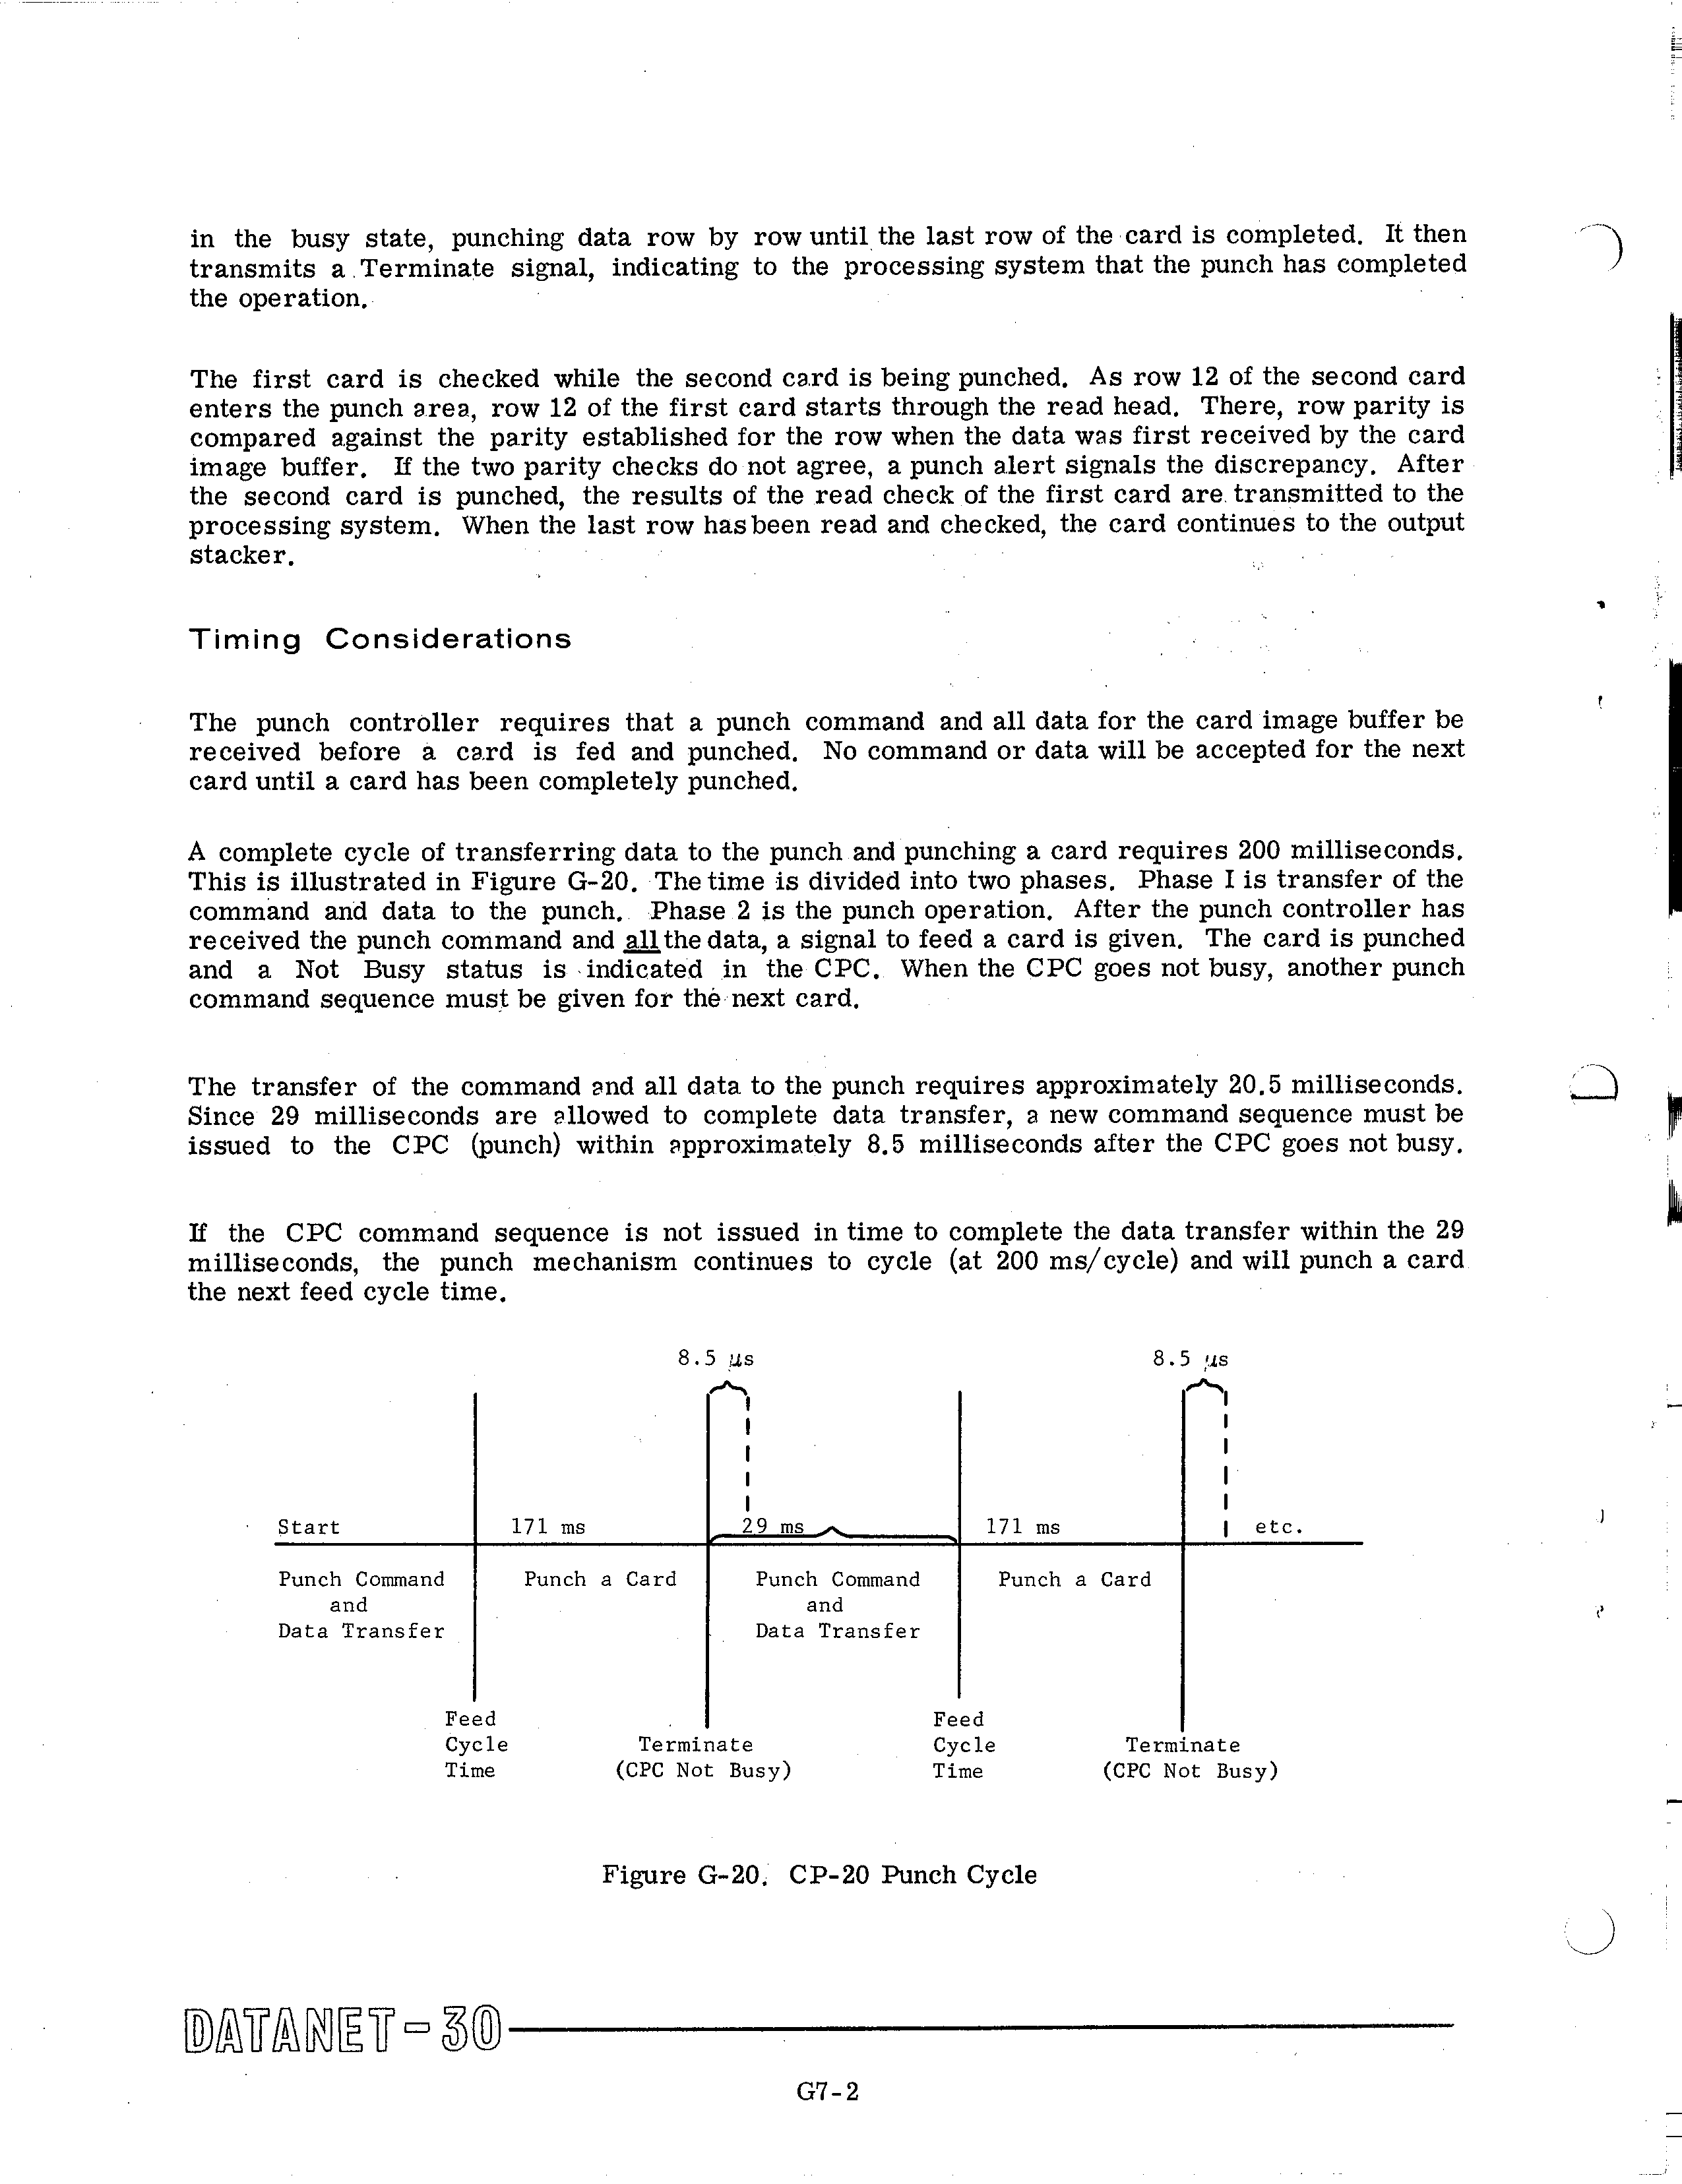 in the busy state, punching data row by row until the last row of the card is completed. It then
transmits a Terminate signal, indicating to the processing system that the punch has completed
the operation.
The first card is checked while the second card is being punched. As row 12 of the second card
enters the punch area, row 12 of the first card starts through the read head. There, row parity is
compared against the parity established for the row when the data was first received by the card
image buffer. If the two parity checks do not agree, a punch alert signals the discrepancy. After
the second card is punched, the results of the read check of the first card are transmitted to the
processing system. When the last row has been read and checked, the card continues to the output
stacker.
Timing Considerations
The punch controller requires that a punch command and all data for the card image buffer be
received before a card is fed and punched. No command or data will be accepted for the next
card until a card has been completely punched.
A complete cycle of transferring data to the punch and punching a card requires 200 milliseconds.
This is illustrated in Figure G-20. The time is divided into two phases. Phase I is transfer of the
command and data to the punch. Phase 2 is the punch operation. After the punch controller has
received the punch command and all the data, a signal to feed a card is given. The card is punched
and a Not Busy status is indicated in the CPC. When the CPC goes not busy, another punch
command sequence must be given for the next card.
The transfer of the command and all data to the punch requires approximately 20.5 milliseconds.
Since 29 milliseconds are allowed to complete data transfer, a new command sequence must be
issued to the CPC (punch) within approximately 8.5 milliseconds after the CPC goes not busy.
If the CPC command sequence is not issued in time to complete the data transfer within the 29
milliseconds, the punch mechanism continues to cycle (at 200 ms/cycle) and will punch a card
the next feed cycle time.
8.5 µs 8.5 µs
Start 171 ms 29 ms 171 ms etc.
Punch Command Punch a Card Punch Command Punch a Card
and and
Data Transfer Data Transfer
Feed Feed
Cycle Terminate Cycle Terminate
Time (CPC Not Busy) Time (CPC Not Busy)
Figure G-20. CP-20 Punch Cycle
DATANET-30
G7-2